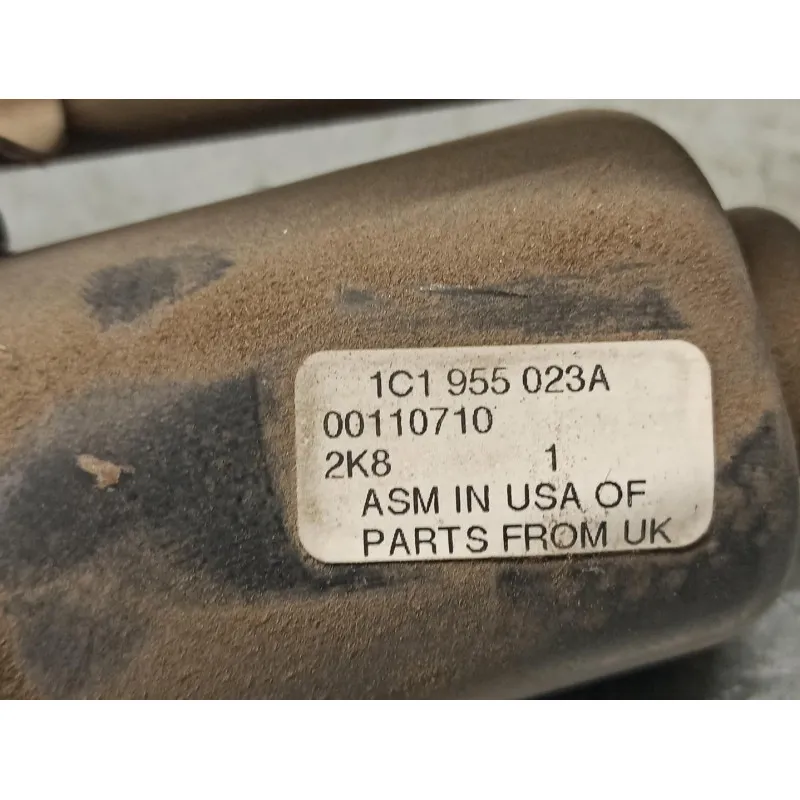 1C1 955 023A
00110710
2K8 1
ASM IN USA OF
PARTS FROM UK